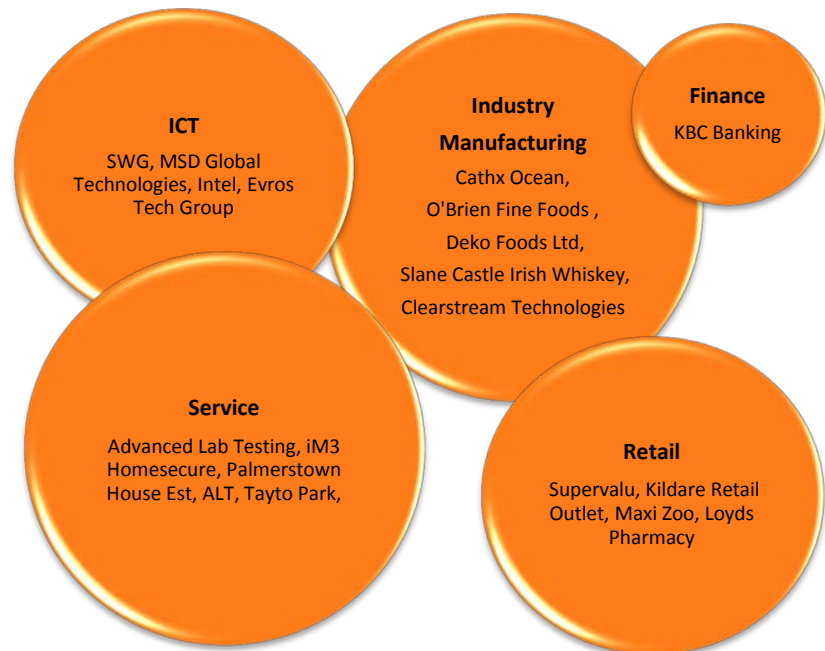 ICT
SWG, MSD Global
Technologies, Intel, Evros
Tech Group
Industry
Manufacturing
Cathx Ocean,
O'Brien Fine Foods ,
Deko Foods Ltd,
Slane Castle Irish Whiskey,
Clearstream Technologies
Finance
KBC Banking
Service
Advanced Lab Testing, iM3
Homesecure, Palmerstown
House Est, ALT, Tayto Park,
Retail
Supervalu, Kildare Retail
Outlet, Maxi Zoo, Loyds
Pharmacy